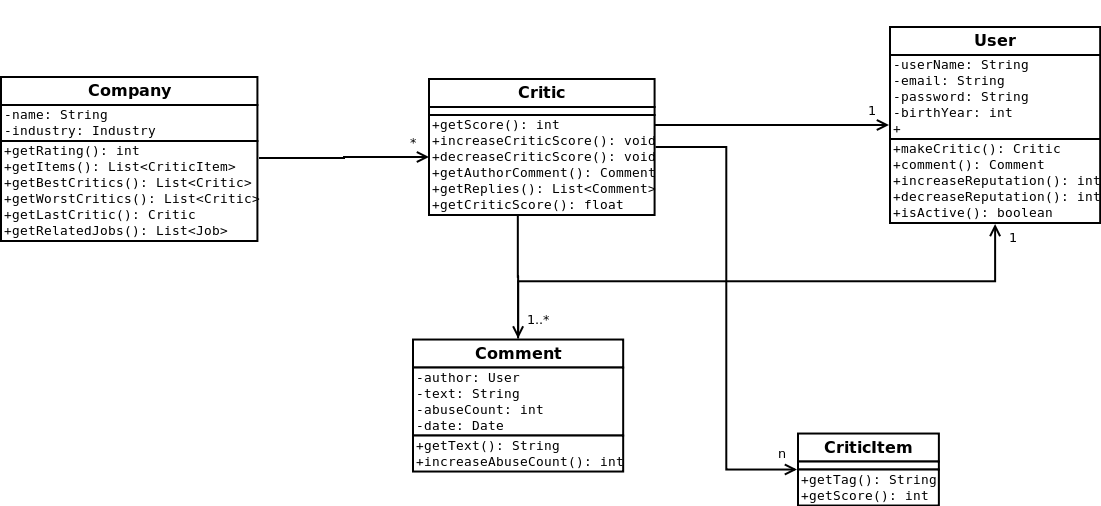 Company
-name: String
-industry: Industry
+getRating(): int
+getItems(): List<CriticItem>
+getBestCritics(): List<Critic>
+getWorstCritics(): List<Critic>
+getLastCritic(): Critic
+getRelatedJobs(): List<Job>
*
Critic
+getScore(): int
+increaseCriticScore(): void
+decreaseCriticScore(): void
+getAuthorComment(): Comment
+getReplies(): List<Comment>
+getCriticScore(): float
1
User
-userName: String
-email: String
-password: String
-birthYear: int
+
+makeCritic(): Critic
+comment(): Comment
+increaseReputation(): int
+decreaseReputation(): int
+isActive(): boolean
1
1..*
Comment
-author: User
-text: String
-abuseCount: int
-date: Date
+getText(): String
+increaseAbuseCount(): int
n
CriticItem
+getTag(): String
+getScore(): int